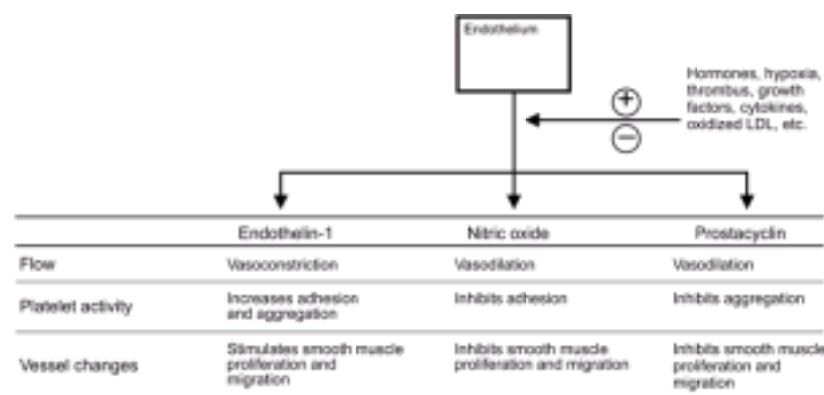 Endothelium
Hormones, hypoxia,
thrombus, growth
factors, cytokines,
oxidized LDL, etc.
+
−
Endothelin-1 Nitric oxide Prostacyclin
Flow Vasoconstriction Vasodilation Vasodilation
Platelet activity Increases adhesion Inhibits adhesion Inhibits aggregation
and aggregation
Vessel changes Stimulates smooth muscle Inhibits smooth muscle Inhibits smooth muscle
proliferation and proliferation and migration proliferation and
migration migration